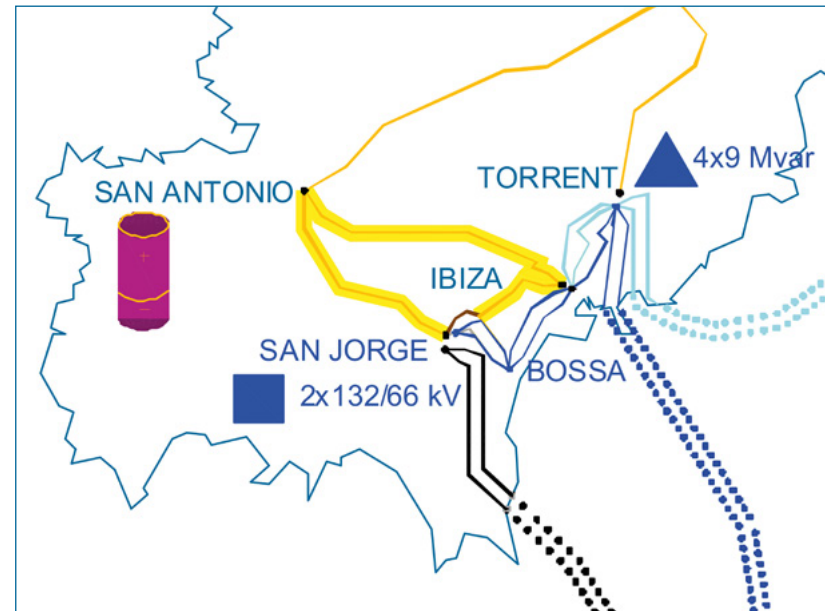 4x9 Mvar
TORRENT
SAN ANTONIO
IBIZA
SAN JORGE
BOSSA
2x132/66 kV